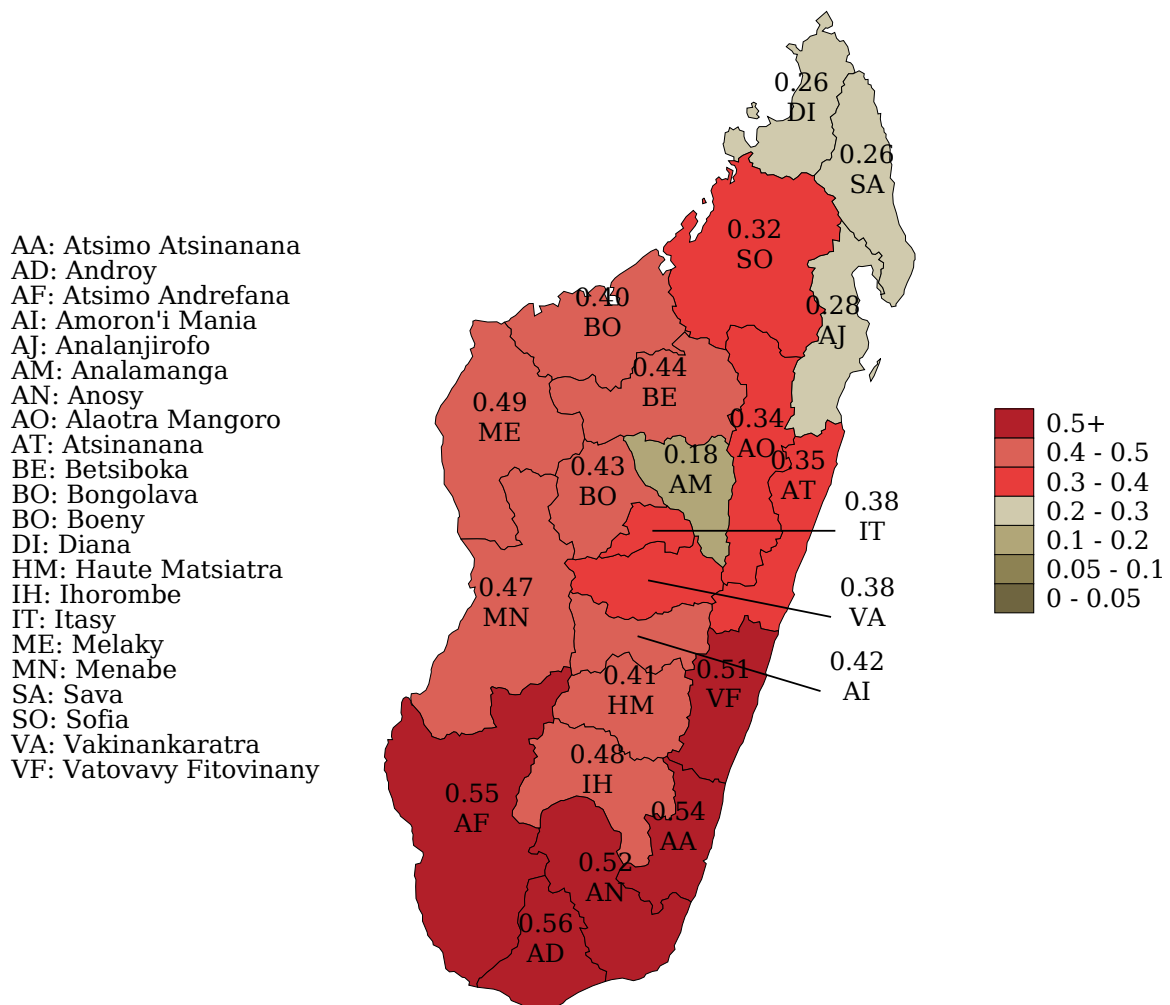 0.26
DI
0.26
SA
0.32
SO
0.28
AJ
0.40
BO
0.44
BE
0.49
ME
0.34
AO
0.35
AT
0.43
BO
0.18
AM
0.38
IT
0.47
MN
0.38
VA
0.42
AI
0.41
HM
0.51
VF
0.48
IH
0.55
AF
0.54
AA
0.52
AN
0.56
AD
AA: Atsimo Atsinanana
AD: Androy
AF: Atsimo Andrefana
AI: Amoron'i Mania
AJ: Analanjirofo
AM: Analamanga
AN: Anosy
AO: Alaotra Mangoro
AT: Atsinanana
BE: Betsiboka
BO: Bongolava
BO: Boeny
DI: Diana
HM: Haute Matsiatra
IH: Ihorombe
IT: Itasy
ME: Melaky
MN: Menabe
SA: Sava
SO: Sofia
VA: Vakinankaratra
VF: Vatovavy Fitovinany
0.5+
0.4 - 0.5
0.3 - 0.4
0.2 - 0.3
0.1 - 0.2
0.05 - 0.1
0 - 0.05